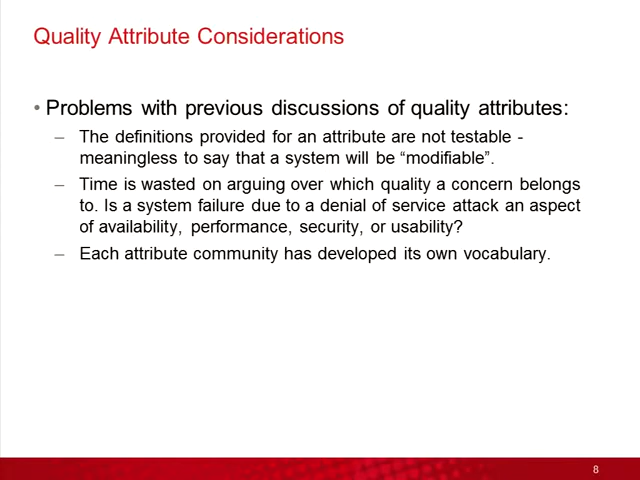 Quality Attribute Considerations
• Problems with previous discussions of quality attributes:
– The definitions provided for an attribute are not testable -
meaningless to say that a system will be “modifiable”.
– Time is wasted on arguing over which quality a concern belongs
to. Is a system failure due to a denial of service attack an aspect
of availability, performance, security, or usability?
– Each attribute community has developed its own vocabulary.
8